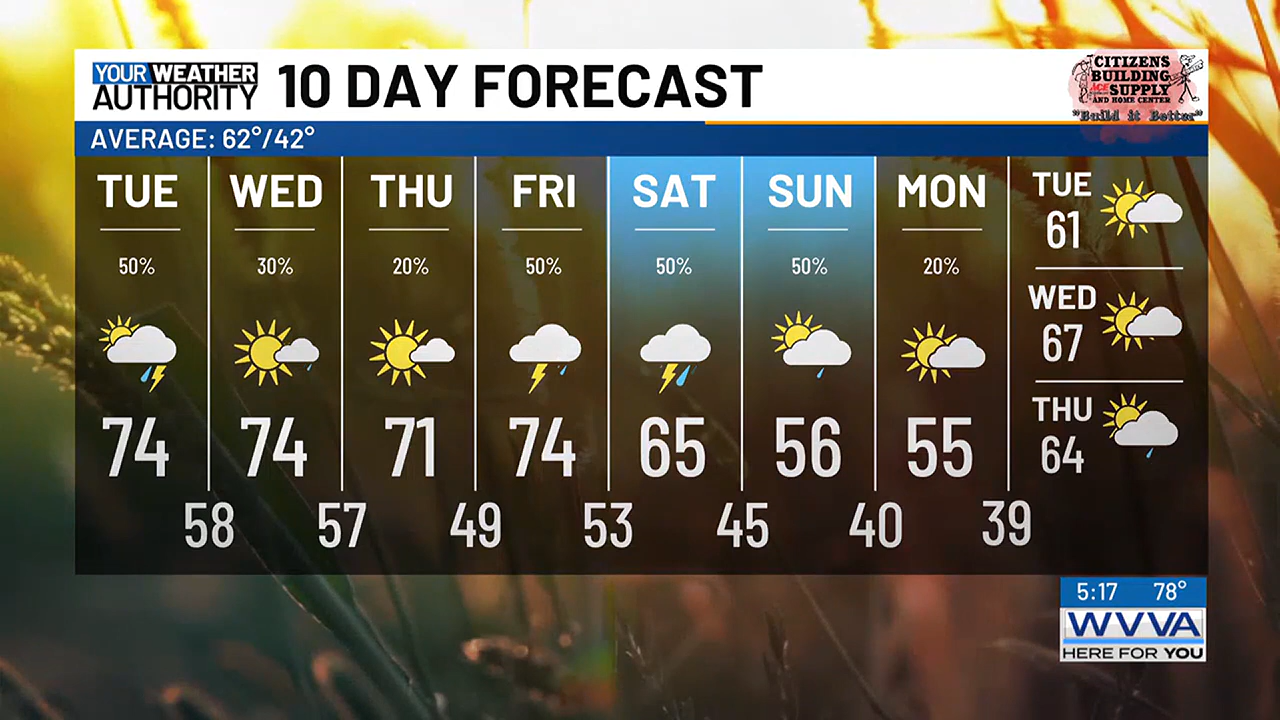 YOUR WEATHER
AUTHORITY
10 DAY FORECAST
CITIZENS
BUILDING
ACE SUPPLY
AND HOME CENTER
"Build it Better"
AVERAGE: 62°/42°
TUE WED THU FRI SAT SUN MON
50% 30% 20% 50% 50% 50% 20%
74 74 71 74 65 56 55
58 57 49 53 45 40 39
TUE
61
WED
67
THU
64
5:17 78°
WVVA
HERE FOR YOU